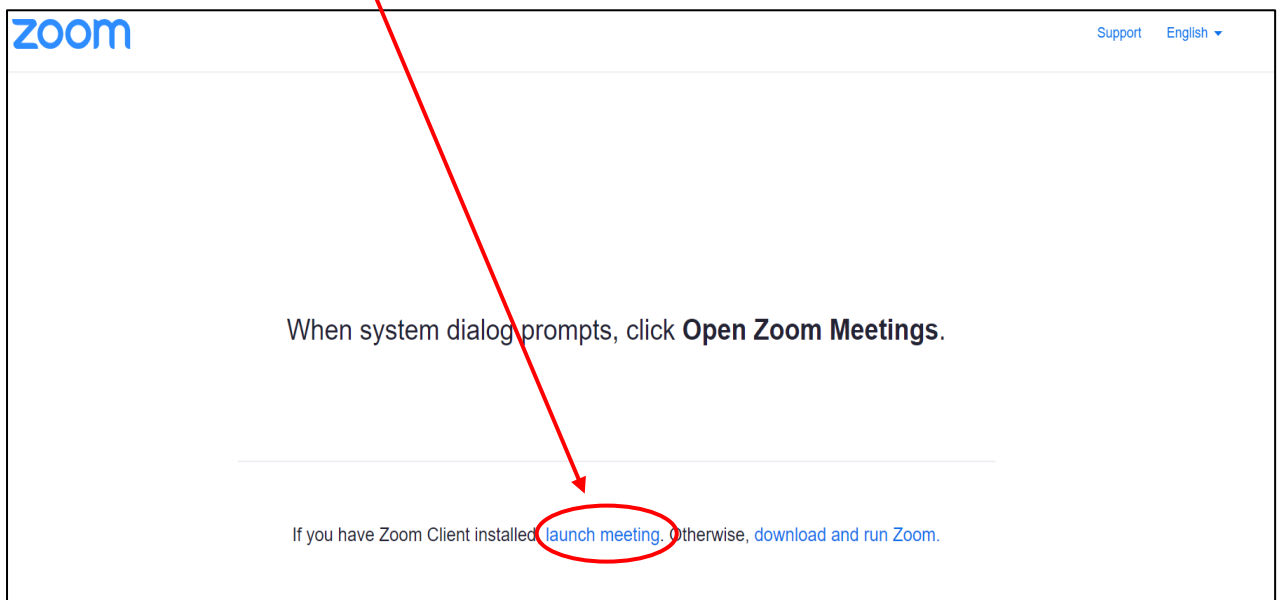 zoom
Support English
When system dialog prompts, click Open Zoom Meetings.
If you have Zoom Client installed, launch meeting. Otherwise, download and run Zoom.